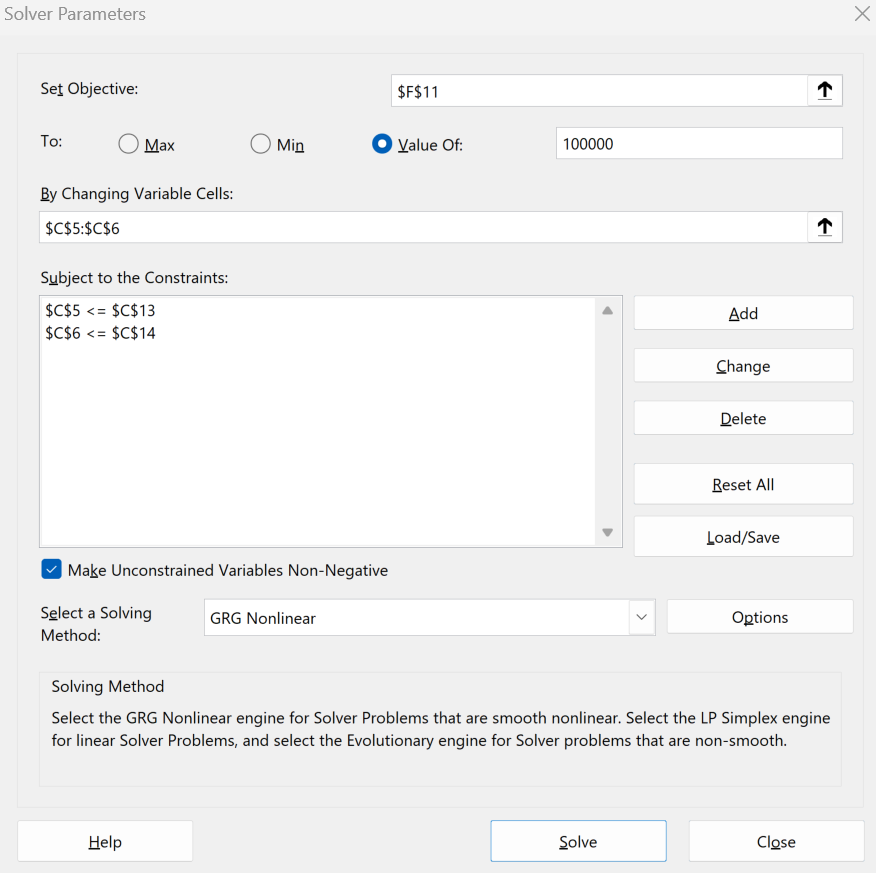 Solver Parameters
Set Objective:
$F$11
To:
Max
Min
Value Of:
100000
By Changing Variable Cells:
$C$5:$C$6
Subject to the Constraints:
$C$5 <= $C$13
$C$6 <= $C$14
Add
Change
Delete
Reset All
Load/Save
Make Unconstrained Variables Non-Negative
Select a Solving
Method:
GRG Nonlinear
Options
Solving Method
Select the GRG Nonlinear engine for Solver Problems that are smooth nonlinear. Select the LP Simplex engine
for linear Solver Problems, and select the Evolutionary engine for Solver problems that are non-smooth.
Help
Solve
Close